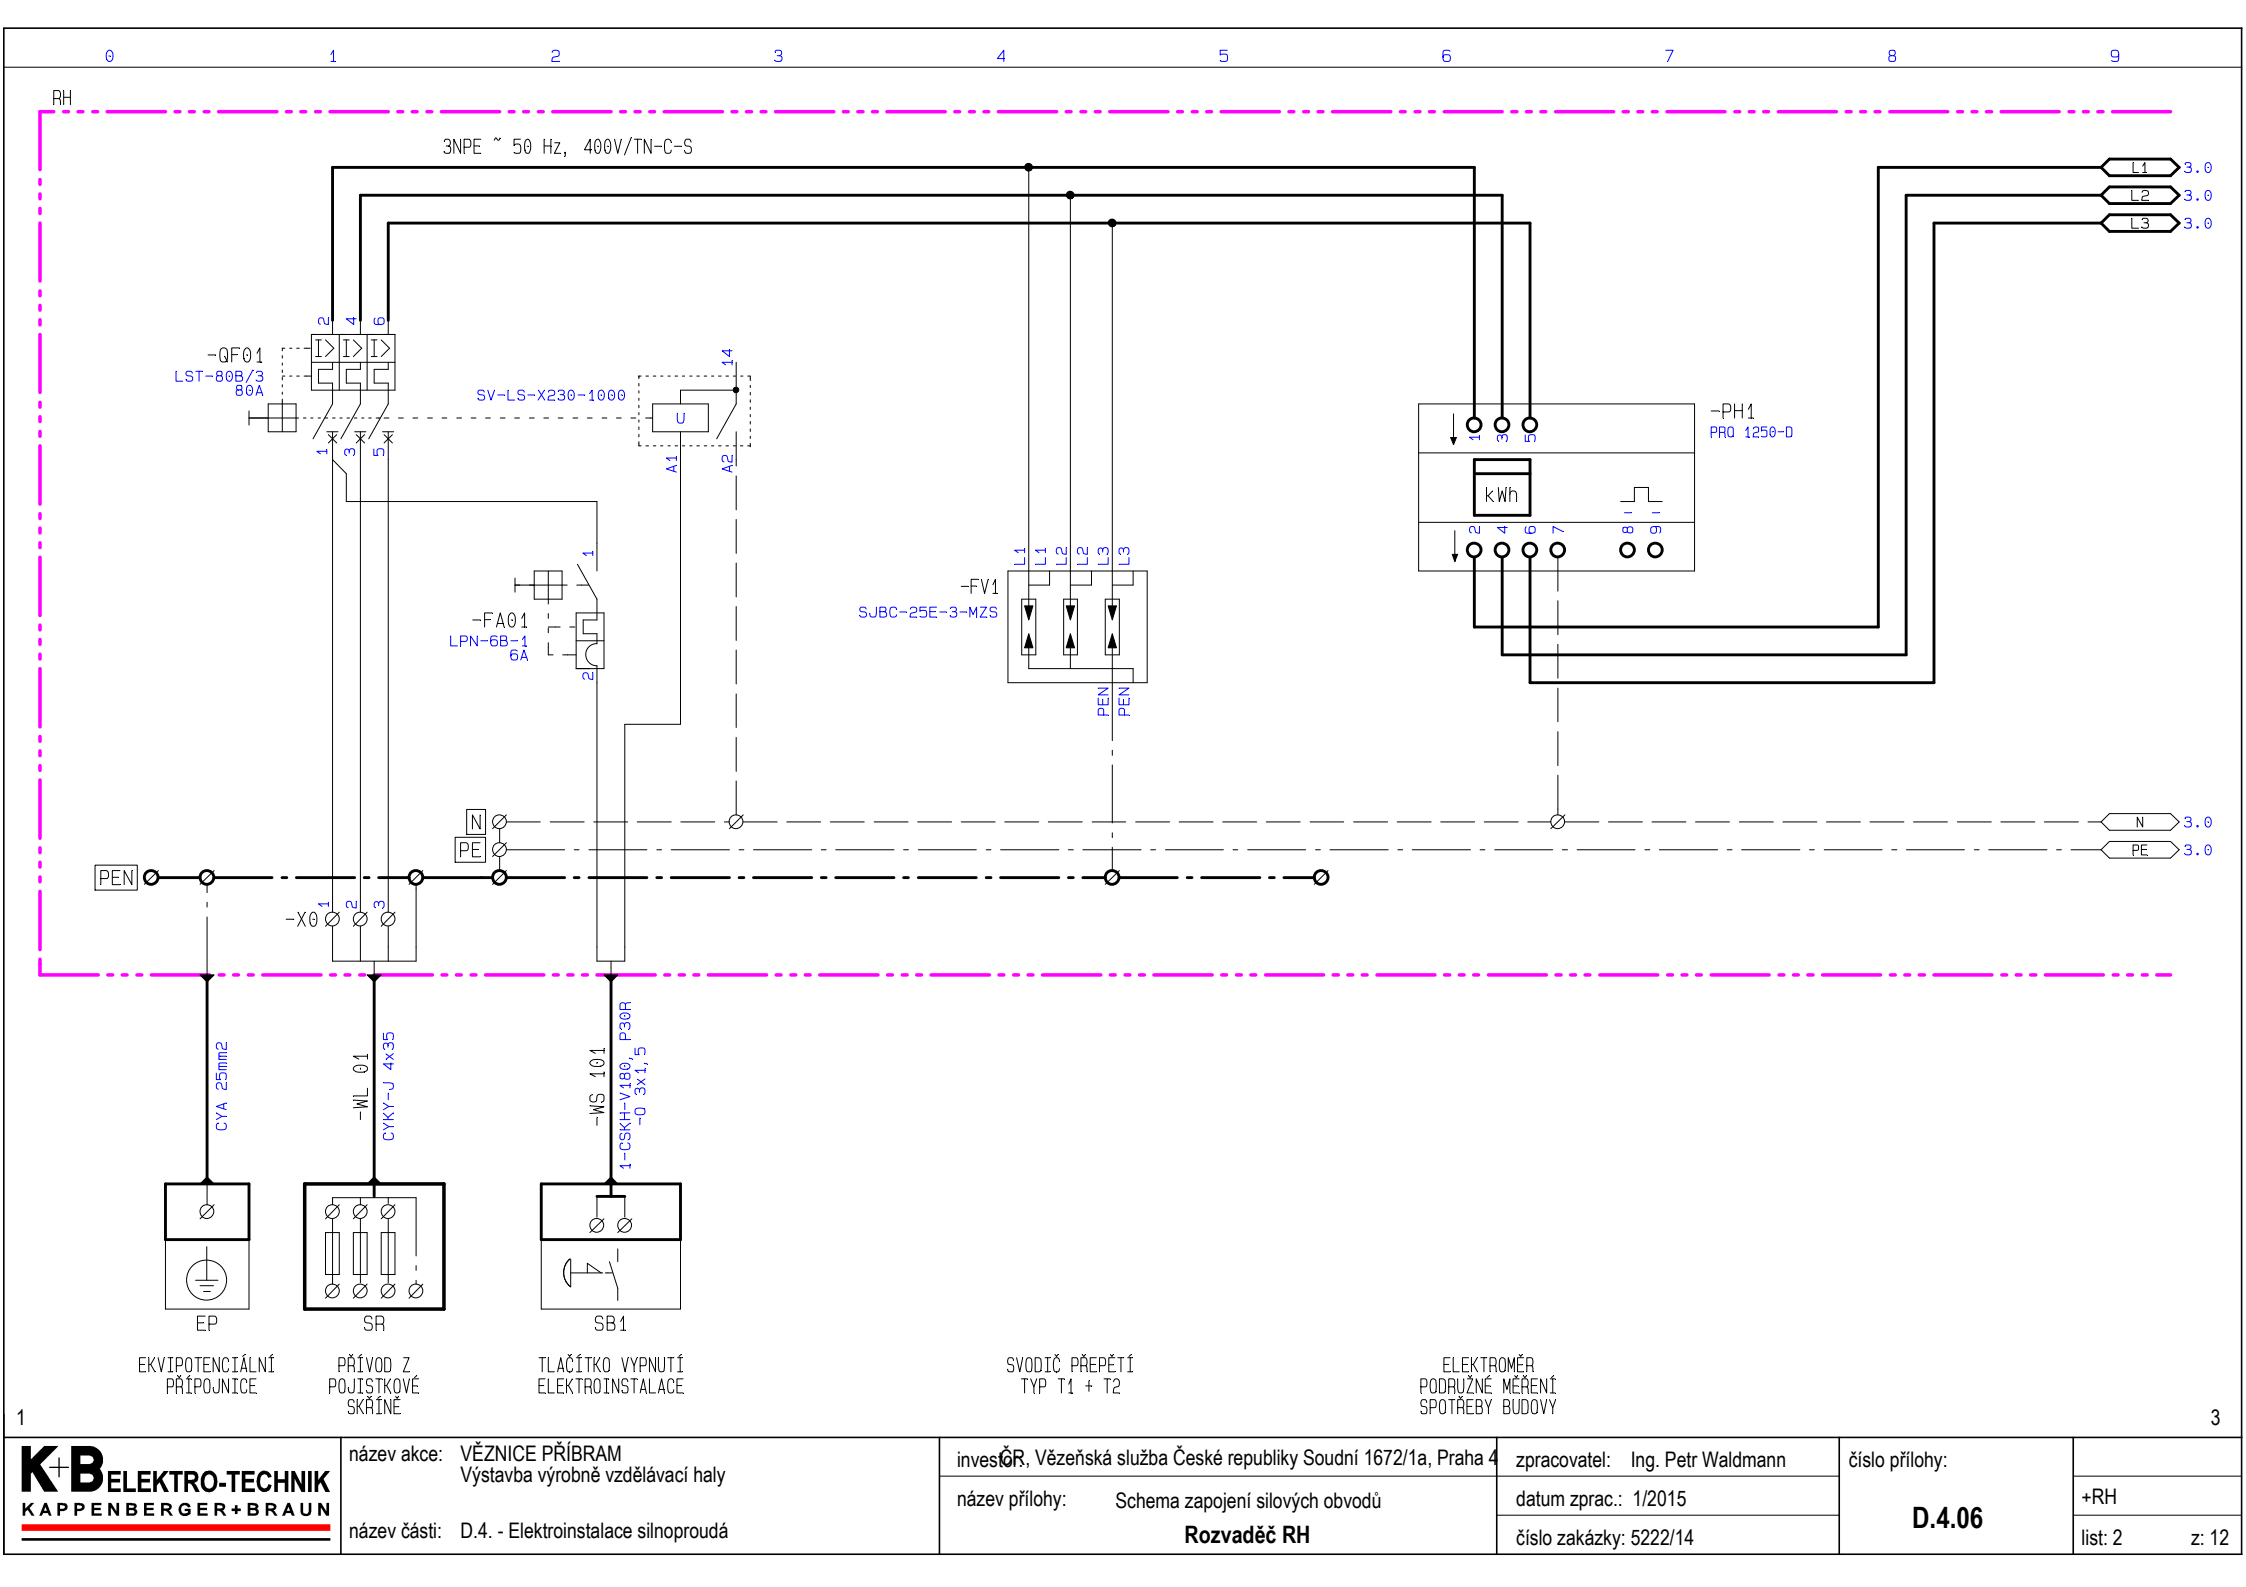 0 1 2 3 4 5 6 7 8 9
RH
3NPE ~ 50 Hz, 400V/TN-C-S
L1 3.0
L2 3.0
L3 3.0
2 4 6
I> I> I>
-QF01
LST-80B/3
80A
1 3 5
SV-LS-X230-1000
14
U
A1 A2
-PH1
PRO 1250-D
1 3 5
kWh
2 4 6 7 8 9
1
-FA01
LPN-6B-1
6A
2
L1 L1 L2 L2 L3 L3
-FV1
SJBC-25E-3-MZS
PEN PEN
N
N 3.0
PE
PE 3.0
PEN
-X0 1 2 3
CYA 25mm2
-WL 01
CYKY-J 4x35
-WS 101
1-CSKH-V180, P30R
-O 3x1,5
EP
SR
SB1
EKVIPOTENCIÁLNÍ
PŘÍPOJNICE
PŘÍVOD Z
POJISTKOVÉ
SKŘÍNĚ
TLAČÍTKO VYPNUTÍ
ELEKTROINSTALACE
SVODIČ PŘEPĚTÍ
TYP T1 + T2
ELEKTROMĚR
PODRUŽNÉ MĚŘENÍ
SPOTŘEBY BUDOVY
1
3
K+B ELEKTRO-TECHNIK
KAPPENBERGER+BRAUN
název akce: VĚZNICE PŘÍBRAM
Výstavba výrobně vzdělávací haly
název části: D.4. - Elektroinstalace silnoproudá
investor: ČR, Vězeňská služba České republiky Soudní 1672/1a, Praha 4
název přílohy: Schema zapojení silových obvodů
Rozvaděč RH
zpracovatel: Ing. Petr Waldmann
datum zprac.: 1/2015
číslo zakázky: 5222/14
číslo přílohy:
D.4.06
+RH
list: 2 z: 12